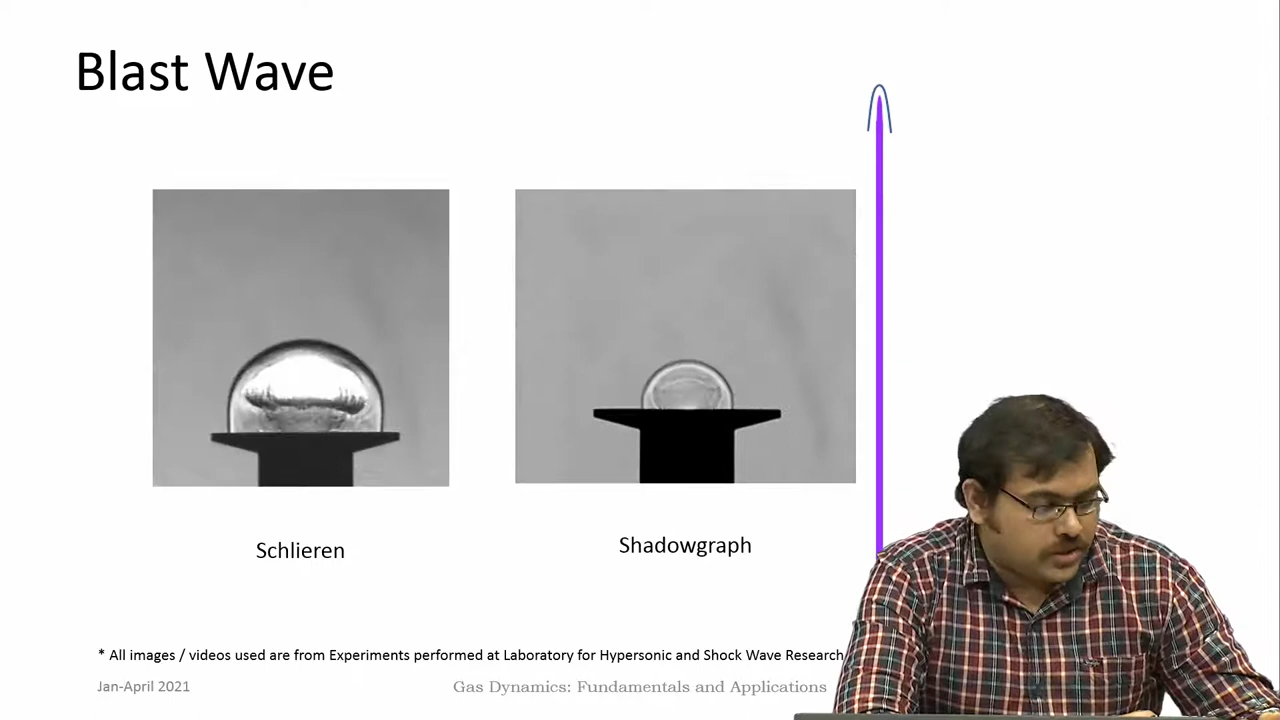 Blast Wave
Schlieren
Shadowgraph
* All images / videos used are from Experiments performed at Laboratory for Hypersonic and Shock Wave Research
Jan-April 2021
Gas Dynamics: Fundamentals and Applications